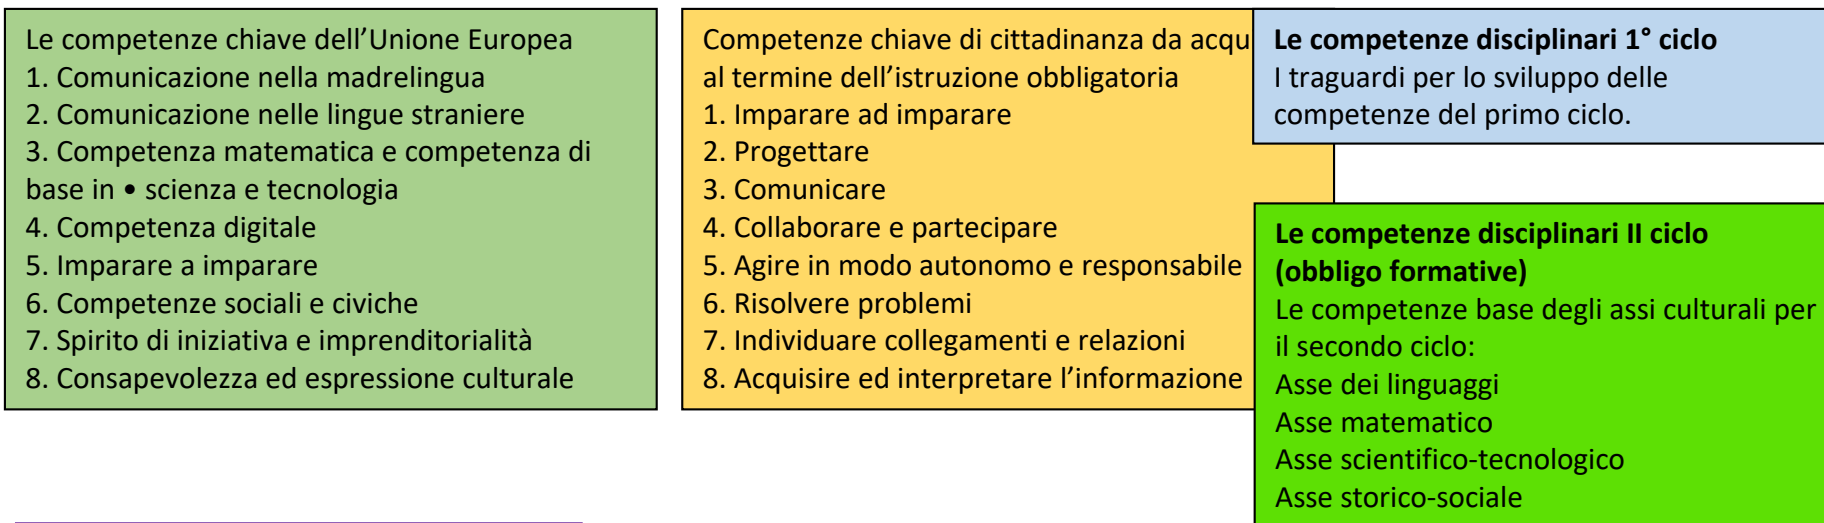 Le competenze chiave dell’Unione Europea
1. Comunicazione nella madrelingua
2. Comunicazione nelle lingue straniere
3. Competenza matematica e competenza di
base in • scienza e tecnologia
4. Competenza digitale
5. Imparare a imparare
6. Competenze sociali e civiche
7. Spirito di iniziativa e imprenditorialità
8. Consapevolezza ed espressione culturale
Competenze chiave di cittadinanza da acqu
al termine dell’istruzione obbligatoria
1. Imparare ad imparare
2. Progettare
3. Comunicare
4. Collaborare e partecipare
5. Agire in modo autonomo e responsabile
6. Risolvere problemi
7. Individuare collegamenti e relazioni
8. Acquisire ed interpretare l’informazione
Le competenze disciplinari 1° ciclo
I traguardi per lo sviluppo delle
competenze del primo ciclo.
Le competenze disciplinari II ciclo
(obbligo formative)
Le competenze base degli assi culturali per
il secondo ciclo:
Asse dei linguaggi
Asse matematico
Asse scientifico-tecnologico
Asse storico-sociale